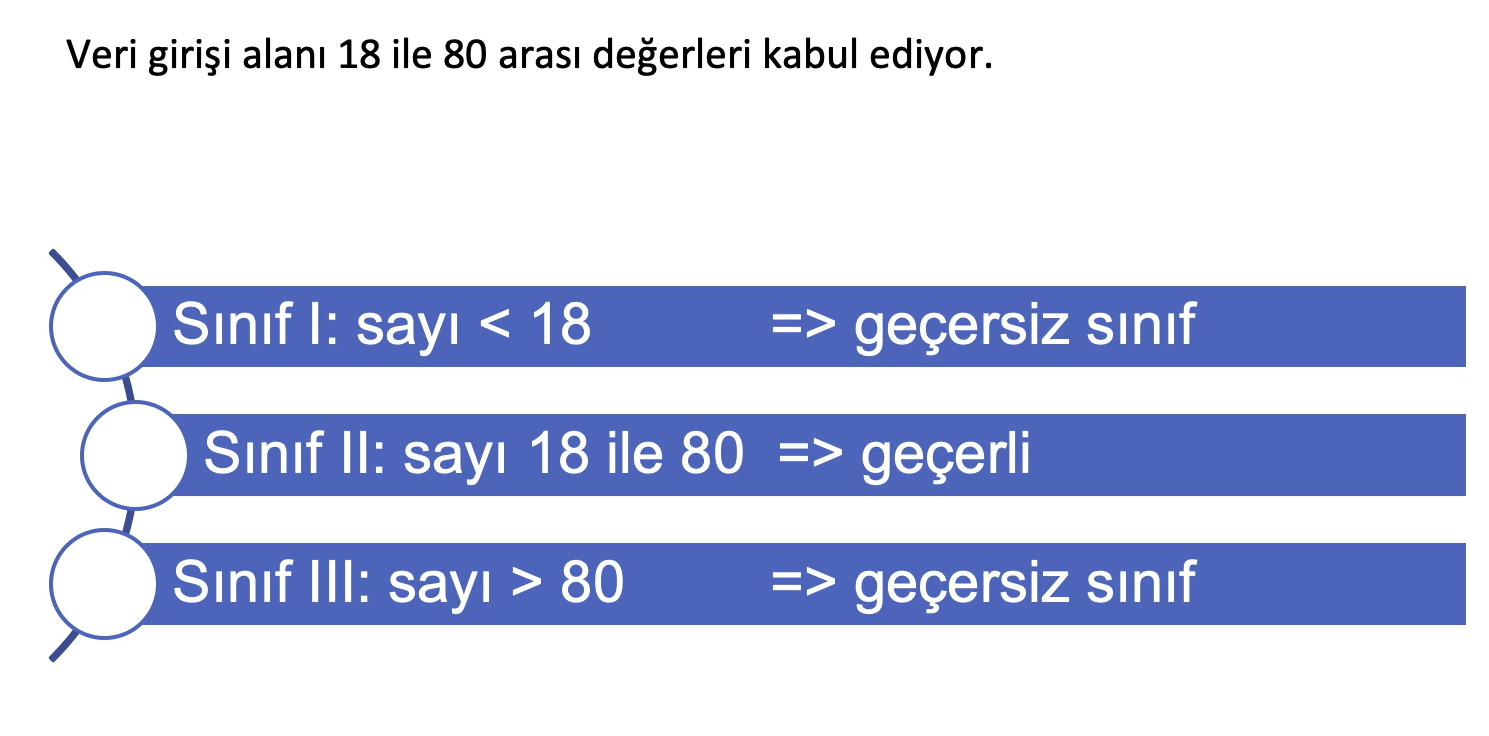 Veri girişi alanı 18 ile 80 arası değerleri kabul ediyor.
Sınıf I: sayı < 18 => geçersiz sınıf
Sınıf II: sayı 18 ile 80 => geçerli
Sınıf III: sayı > 80 => geçersiz sınıf